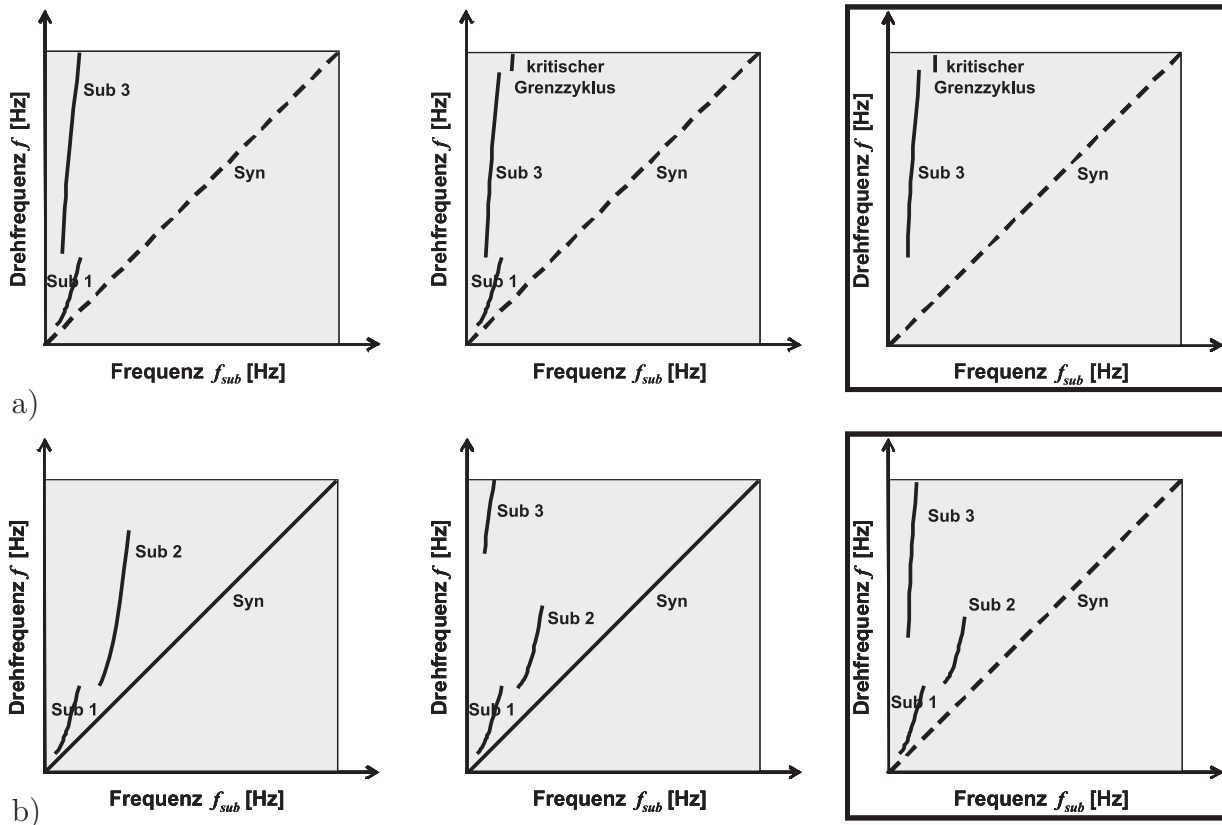 Drehfrequenz f [Hz]
Sub 3
Syn
Sub 1
Frequenz f_sub [Hz]
Drehfrequenz f [Hz]
kritischer
Grenzzyklus
Sub 3
Syn
Sub 1
Frequenz f_sub [Hz]
Drehfrequenz f [Hz]
kritischer
Grenzzyklus
Sub 3
Syn
Frequenz f_sub [Hz]
a)
Drehfrequenz f [Hz]
Sub 2
Syn
Sub 1
Frequenz f_sub [Hz]
Drehfrequenz f [Hz]
Sub 3
Sub 2
Syn
Sub 1
Frequenz f_sub [Hz]
Drehfrequenz f [Hz]
Sub 3
Sub 2
Syn
Sub 1
Frequenz f_sub [Hz]
b)